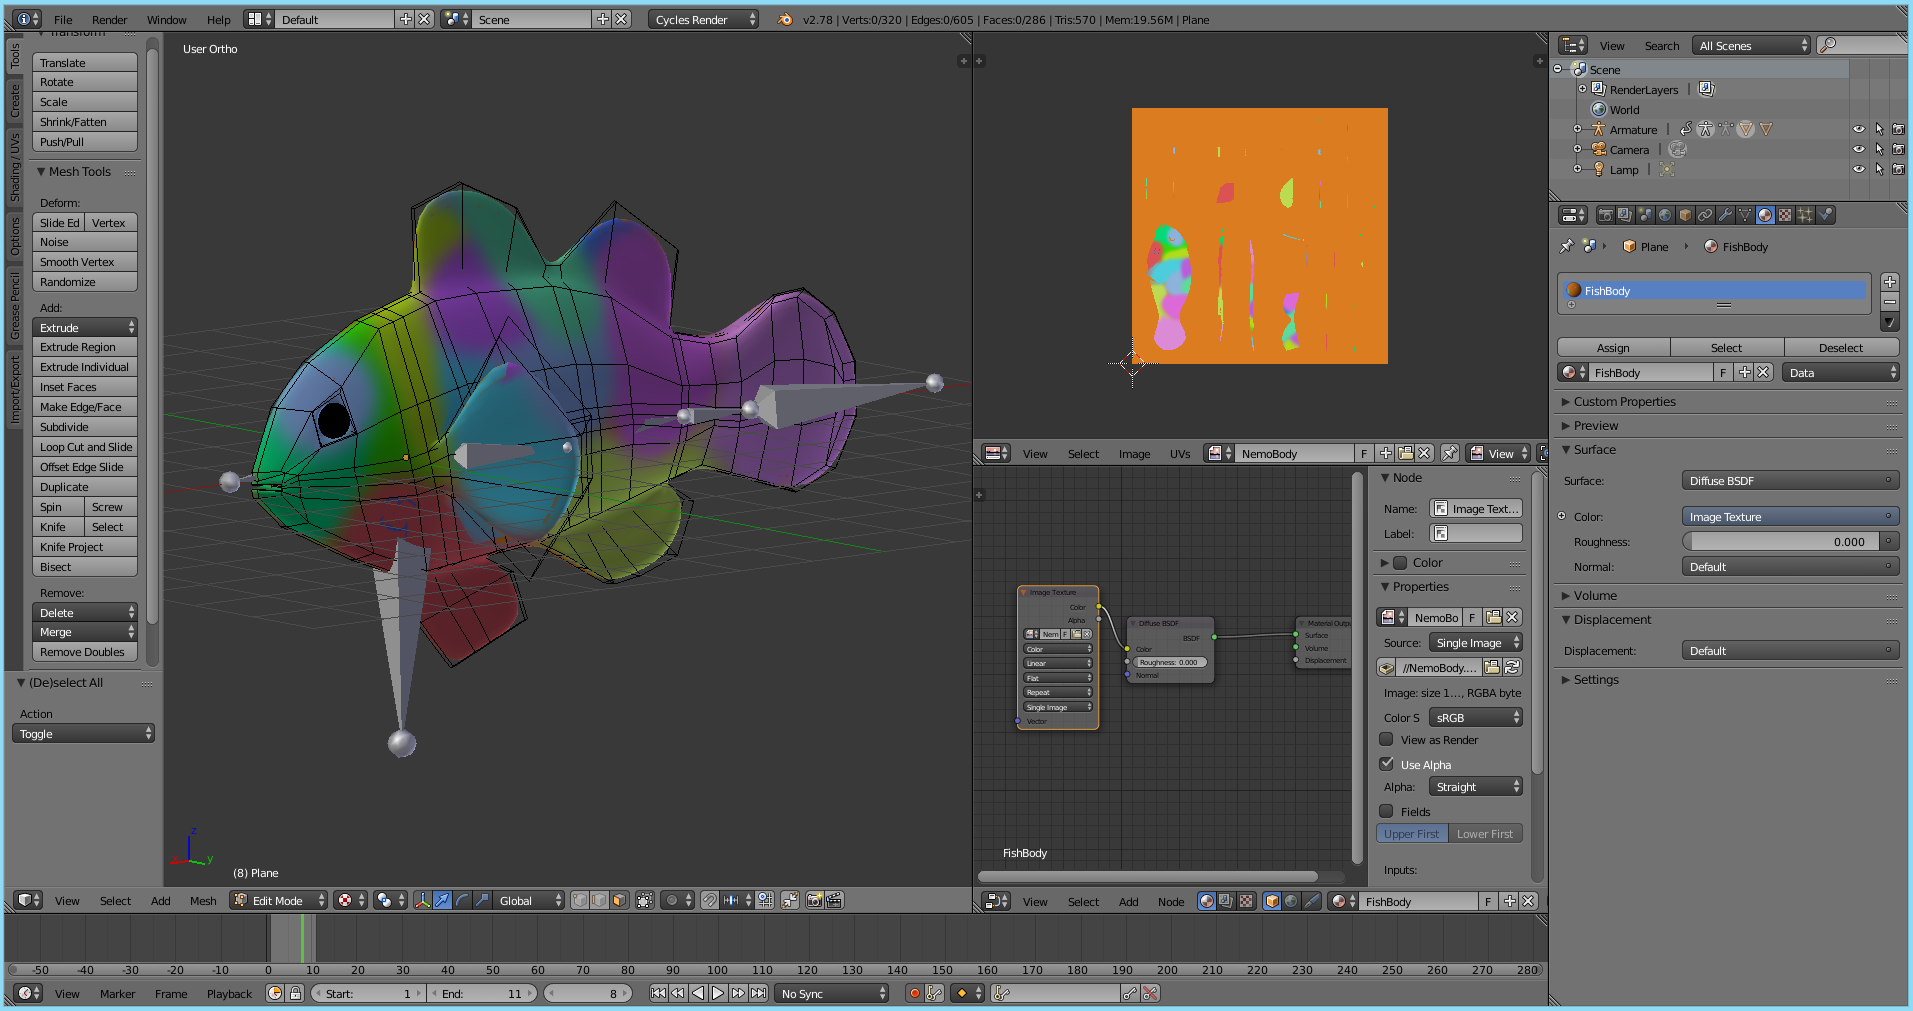 File Render Window Help Default Scene Cycles Render v2.78 | Verts:0/320 | Edges:0/605 | Faces:0/286 | Tris:570 | Mem:19.56M | Plane
Transform
Translate
Rotate
Scale
Shrink/Fatten
Push/Pull
Mesh Tools
Deform:
Slide Ed Vertex
Noise
Smooth Vertex
Randomize
Add:
Extrude
Extrude Region
Extrude Individual
Inset Faces
Make Edge/Face
Subdivide
Loop Cut and Slide
Offset Edge Slide
Duplicate
Spin Screw
Knife Select
Knife Project
Bisect
Remove:
Delete
Merge
Remove Doubles
(De)select All
Action
Toggle
Tools
Create
Shading / UVs
Options
Grease Pencil
Import/Export
User Ortho
z
x
y
(8) Plane
View Select Add Mesh Edit Mode Global
View Select Image UVs NemoBody F View
Image Texture
Color
Alpha
Nem F
Color
Linear
Flat
Repeat
Single Image
Vector
Diffuse BSDF
BSDF
Color
Roughness: 0.000
Normal
Material Outp
Surface
Volume
Displacement
FishBody
Node
Name: Image Text...
Label:
Color
Properties
NemoBo F
Source: Single Image
//NemoBody....
Image: size 1..., RGBA byte
Color S sRGB
View as Render
Use Alpha
Alpha: Straight
Fields
Upper First Lower First
Inputs:
View Select Add Node FishBody F
View Search All Scenes
Scene
RenderLayers |
World
Armature |
Camera |
Lamp |
Plane FishBody
FishBody
Assign Select Deselect
FishBody F Data
Custom Properties
Preview
Surface
Surface: Diffuse BSDF
Color: Image Texture
Roughness: 0.000
Normal: Default
Volume
Displacement
Displacement: Default
Settings
-50 -40 -30 -20 -10 0 10 20 30 40 50 60 70 80 90 100 110 120 130 140 150 160 170 180 190 200 210 220 230 240 250 260 270 280
View Marker Frame Playback Start: 1 End: 11 8 No Sync